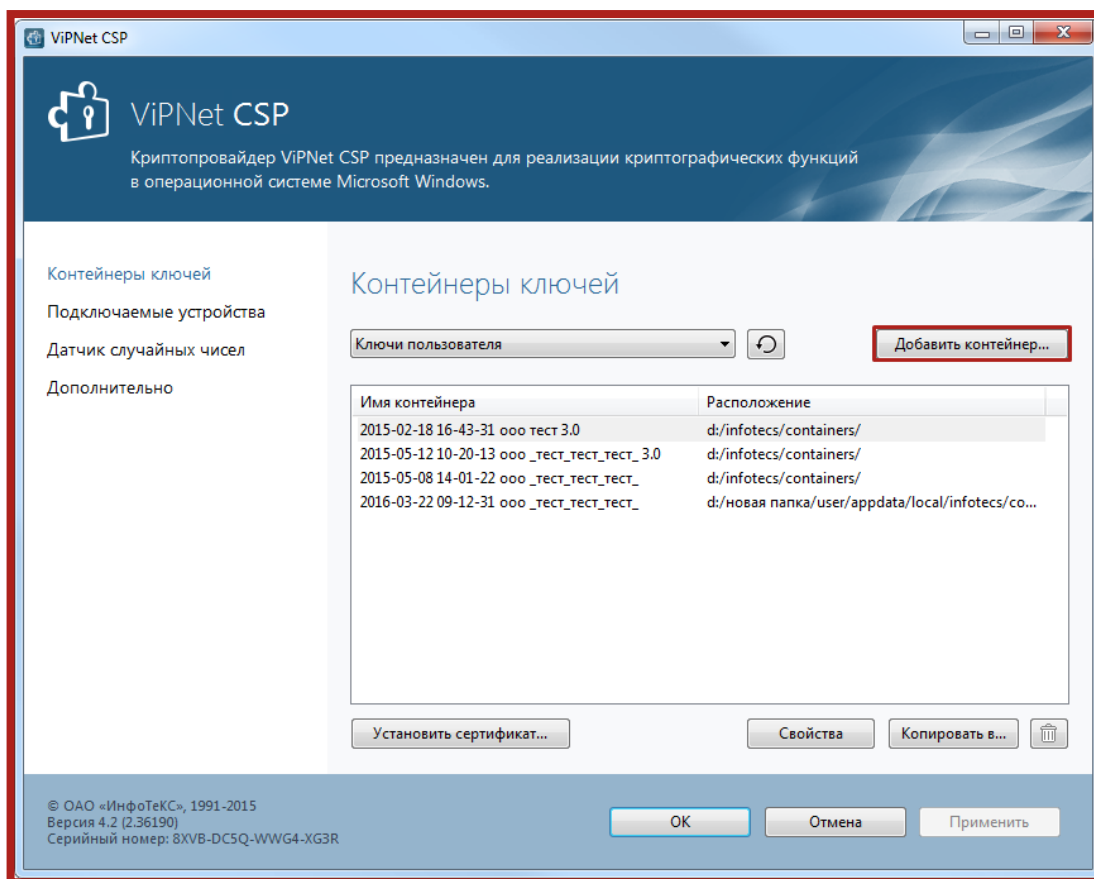 ViPNet CSP
ViPNet CSP
Криптопровайдер ViPNet CSP предназначен для реализации криптографических функций
в операционной системе Microsoft Windows.
Контейнеры ключей
Подключаемые устройства
Датчик случайных чисел
Дополнительно
Контейнеры ключей
Ключи пользователя
Добавить контейнер...
Имя контейнера Расположение
2015-02-18 16-43-31 ооо тест 3.0 d:/infotecs/containers/
2015-05-12 10-20-13 ооо _тест_тест_тест_ 3.0 d:/infotecs/containers/
2015-05-08 14-01-22 ооо _тест_тест_тест_ d:/infotecs/containers/
2016-03-22 09-12-31 ооо _тест_тест_тест_ d:/новая папка/user/appdata/local/infotecs/co...
Установить сертификат... Свойства Копировать в...
© ОАО «ИнфоТеКС», 1991-2015
Версия 4.2 (2.36190)
Серийный номер: 8XVB-DC5Q-WWG4-XG3R
OK Отмена Применить